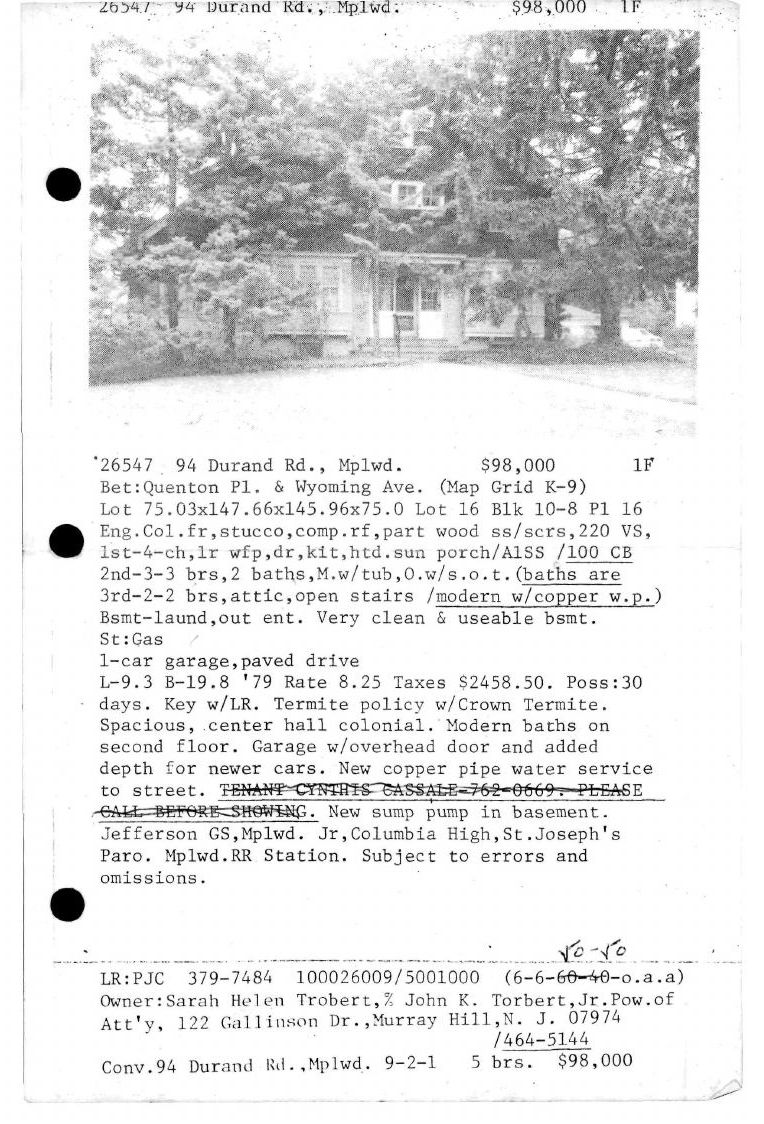 26547 94 Durand Rd., Mplwd. $98,000 1F
26547 94 Durand Rd., Mplwd. $98,000 1F
Bet:Quenton Pl. & Wyoming Ave. (Map Grid K-9)
Lot 75.03x147.66x145.96x75.0 Lot 16 Blk 10-8 Pl 16
Eng.Col.fr,stucco,comp.rf,part wood ss/scrs,220 VS,
1st-4-ch,lr wfp,dr,kit,htd.sun porch/A1SS /100 CB
2nd-3-3 brs,2 baths,M.w/tub,O.w/s.o.t.(baths are
3rd-2-2 brs,attic,open stairs /modern w/copper w.p.)
Bsmt-laund,out ent. Very clean & useable bsmt.
St:Gas
1-car garage,paved drive
L-9.3 B-19.8 '79 Rate 8.25 Taxes $2458.50. Poss:30
days. Key w/LR. Termite policy w/Crown Termite.
Spacious, center hall colonial. Modern baths on
second floor. Garage w/overhead door and added
depth for newer cars. New copper pipe water service
to street. TENANT CYNTHIS CASSALE-762-0669. PLEASE
CALL BEFORE SHOWING. New sump pump in basement.
Jefferson GS,Mplwd. Jr,Columbia High,St.Joseph's
Paro. Mplwd.RR Station. Subject to errors and
omissions.
50-50
LR:PJC 379-7484 100026009/5001000 (6-6-60-40-o.a.a)
Owner:Sarah Helen Trobert,% John K. Torbert,Jr.Pow.of
Att'y, 122 Gallinson Dr.,Murray Hill,N. J. 07974
/464-5144
Conv.94 Durand Rd.,Mplwd. 9-2-1 5 brs. $98,000